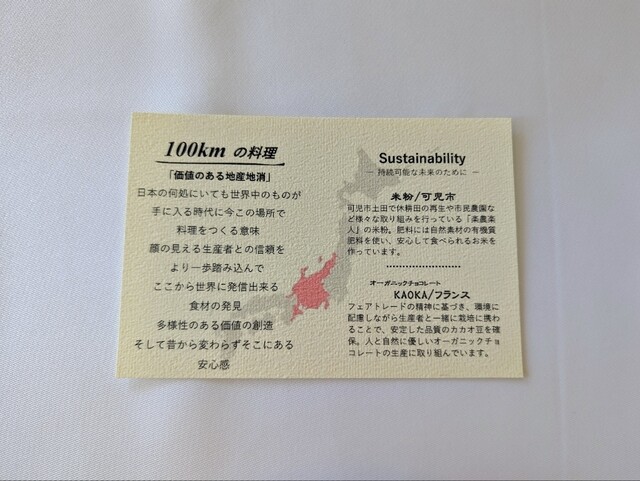 100km の料理
「価値のある地産地消」
日本の何処にいても世界中のものが
手に入る時代に今この場所で
料理をつくる意味
顔の見える生産者との信頼を
より一歩踏み込んで
ここから世界に発信出来る
食材の発見
多様性のある価値の創造
そして昔から変わらずそこにある
安心感
Sustainability
― 持続可能な未来のために ―
米粉/可児市
可児市土田で休耕田の再生や市民農園な
ど様々な取り組みを行っている「楽農楽
人」の米粉。肥料には自然素材の有機質
肥料を使い、安心して食べられるお米を
作っています。
オーガニックチョコレート
KAOKA/フランス
フェアトレードの精神に基づき、環境に
配慮しながら生産者と一緒に栽培に携わ
ることで、安定した品質のカカオ豆を確
保。人と自然に優しいオーガニックチョ
コレートの生産に取り組んでいます。